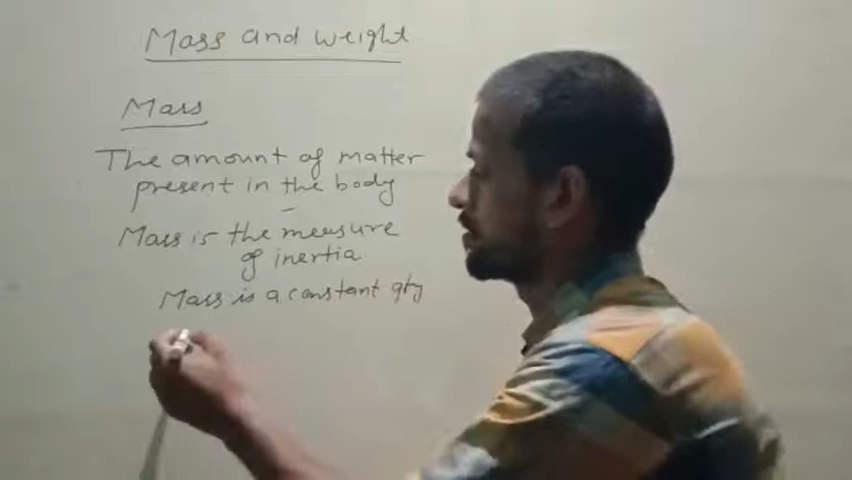 Mass and weight
Mass
The amount of matter
present in the body
Mass is the measure
of inertia
Mass is a constant qty